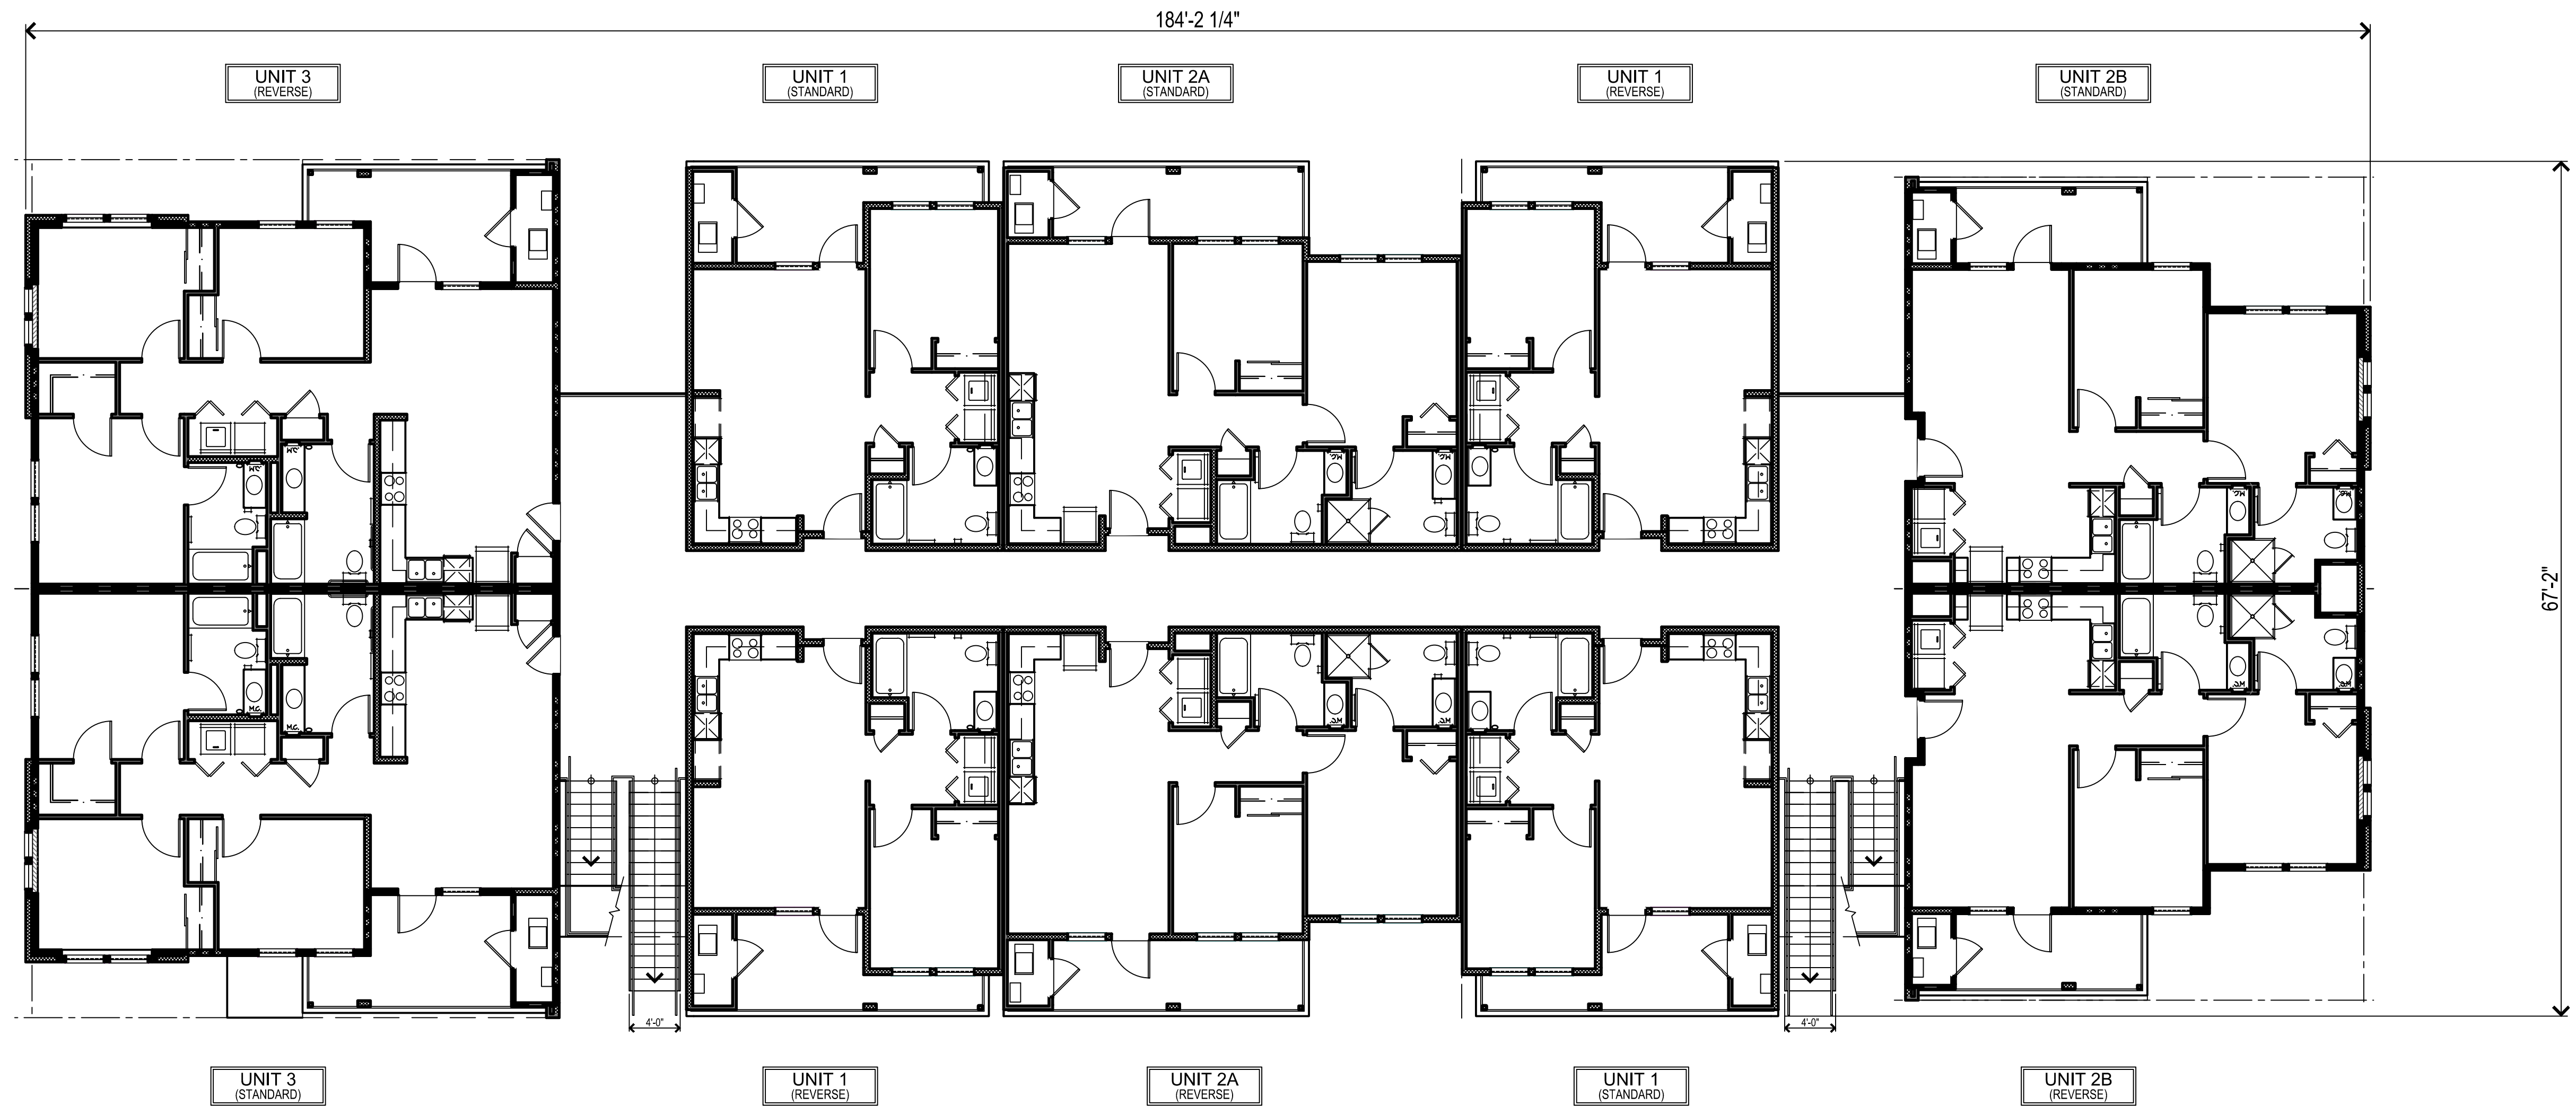 184'-2 1/4"
UNIT 3
(REVERSE)
UNIT 1
(STANDARD)
UNIT 2A
(STANDARD)
UNIT 1
(REVERSE)
UNIT 2B
(STANDARD)
67'-2"
4'-0"
4'-0"
UNIT 3
(STANDARD)
UNIT 1
(REVERSE)
UNIT 2A
(REVERSE)
UNIT 1
(STANDARD)
UNIT 2B
(REVERSE)